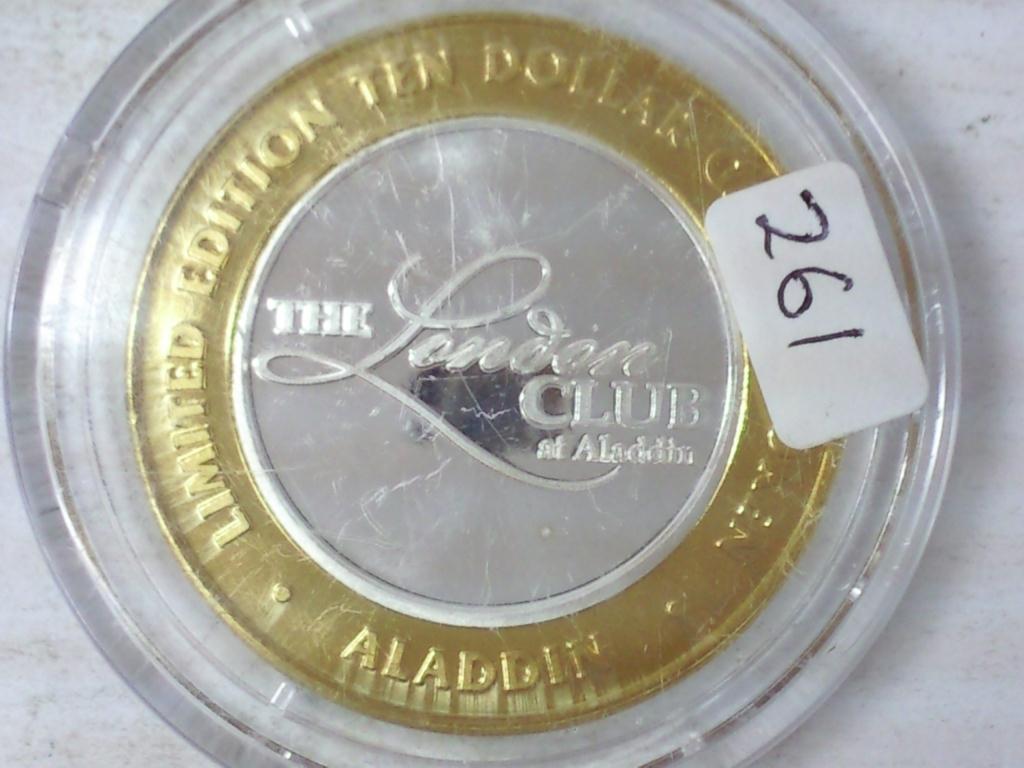 LIMITED EDITION TEN DOLLAR
THE London
CLUB
at Aladdin
• ALADDIN •
261